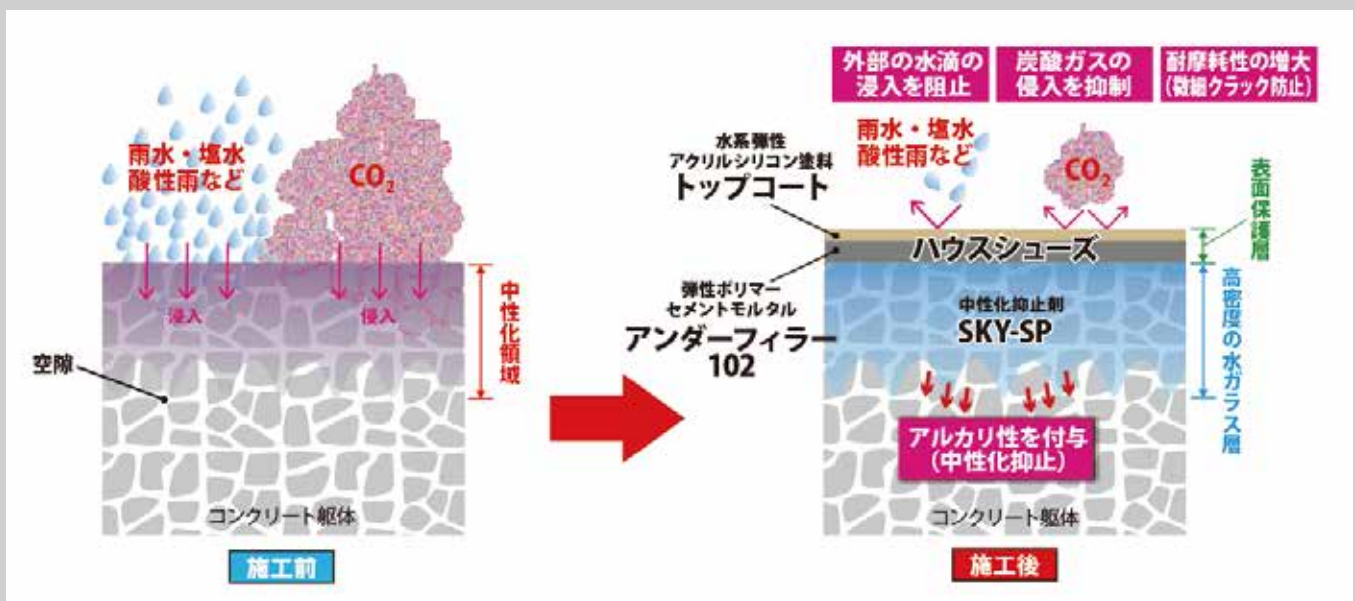 雨水・塩水
酸性雨など
CO₂
浸入
侵入
空隙
中性化領域
コンクリート躯体
施工前
外部の水滴の
浸入を阻止
炭酸ガスの
侵入を抑制
耐摩耗性の増大
(微細クラック防止)
雨水・塩水
酸性雨など
CO₂
水系弾性
アクリルシリコン塗料
トップコート
ハウスシューズ
表面保護層
弾性ポリマー
セメントモルタル
アンダーフィラー
102
中性化抑止剤
SKY-SP
高密度の水ガラス層
アルカリ性を付与
(中性化抑止)
コンクリート躯体
施工後